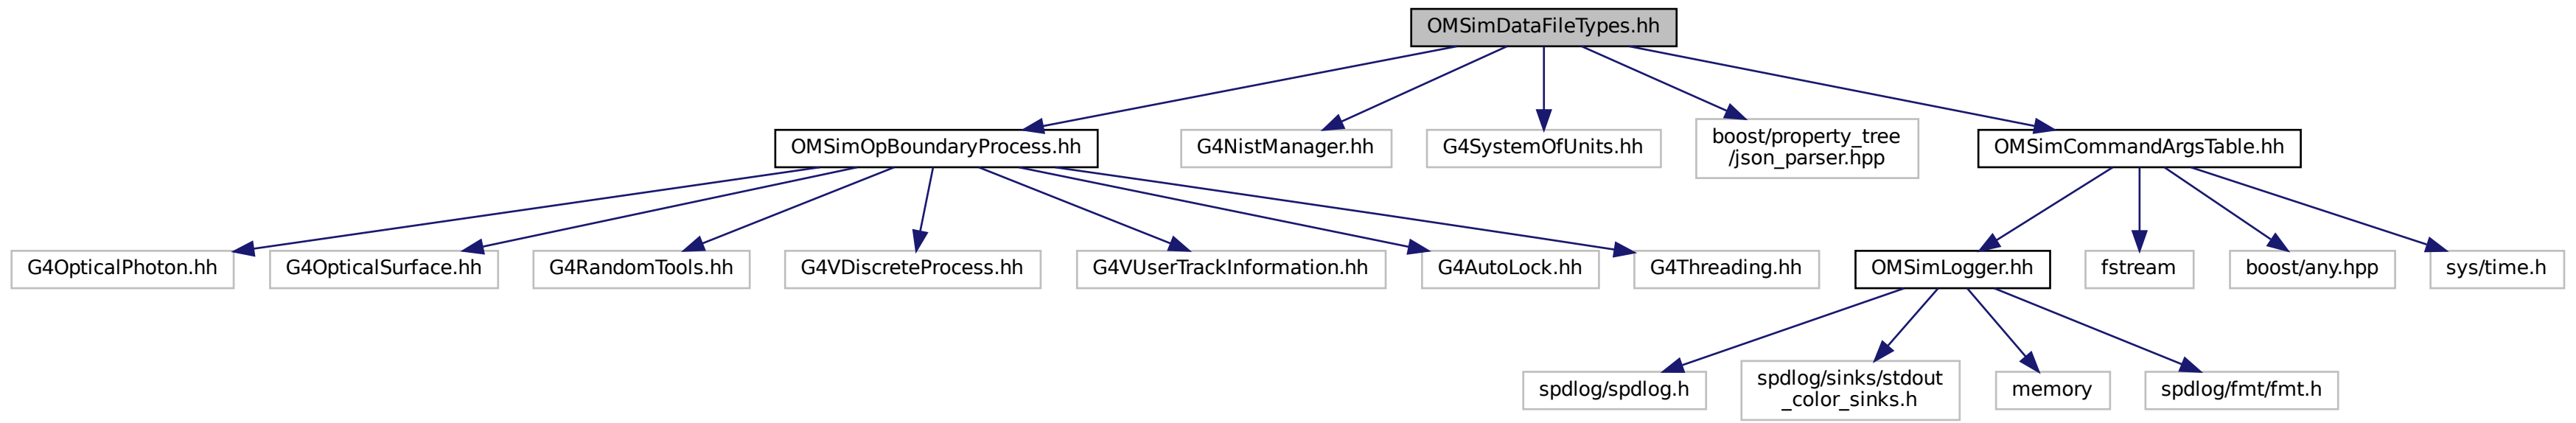 OMSimDataFileTypes.hh
OMSimOpBoundaryProcess.hh
G4NistManager.hh
G4SystemOfUnits.hh
boost/property_tree
/json_parser.hpp
OMSimCommandArgsTable.hh
G4OpticalPhoton.hh
G4OpticalSurface.hh
G4RandomTools.hh
G4VDiscreteProcess.hh
G4VUserTrackInformation.hh
G4AutoLock.hh
G4Threading.hh
OMSimLogger.hh
fstream
boost/any.hpp
sys/time.h
spdlog/spdlog.h
spdlog/sinks/stdout
_color_sinks.h
memory
spdlog/fmt/fmt.h